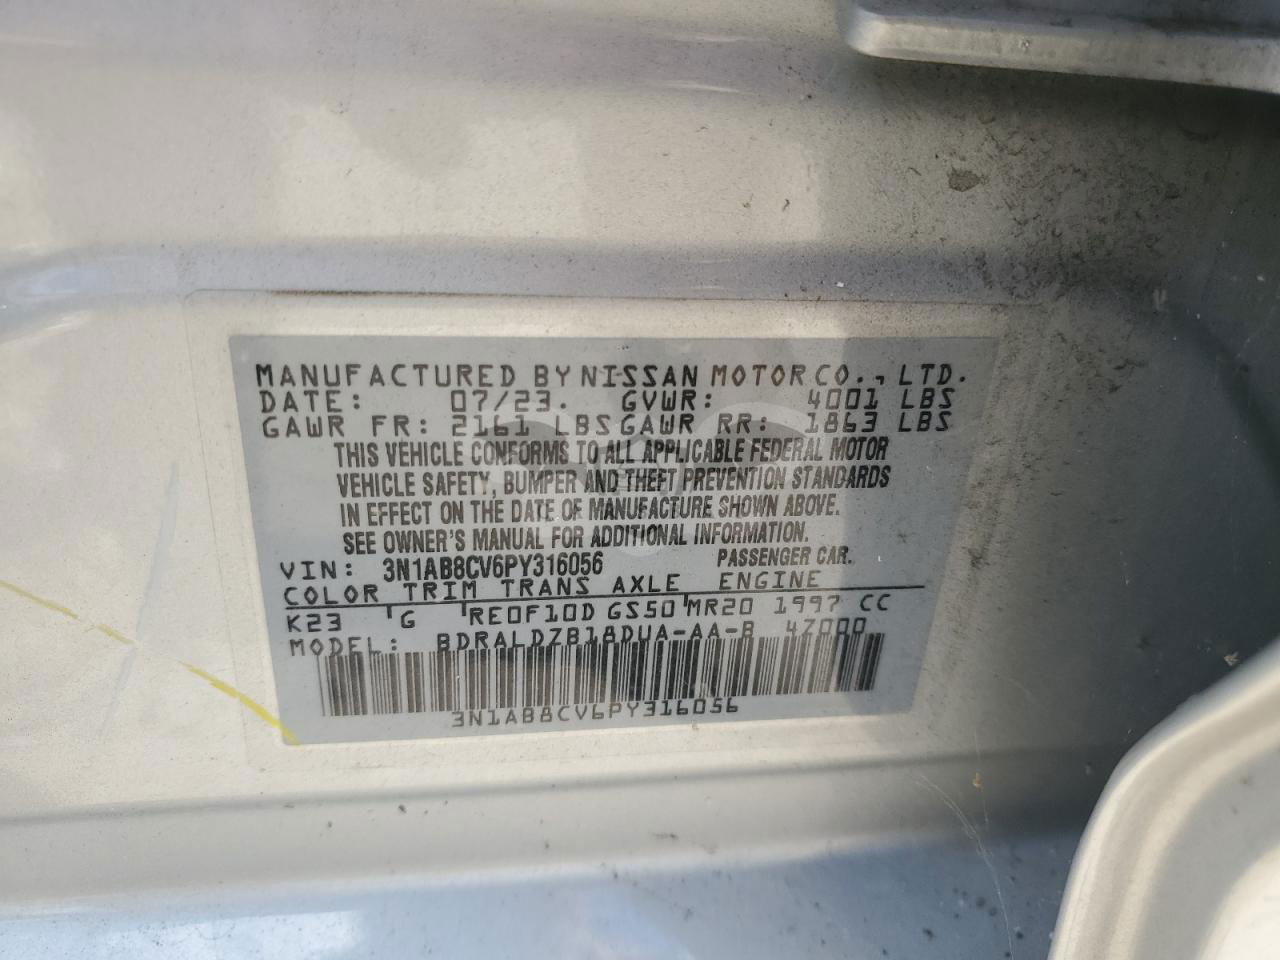 MANUFACTURED BY NISSAN MOTOR CO., LTD.
DATE: 07/23. GVWR: 4001 LBS
GAWR FR: 2161 LBS GAWR RR: 1863 LBS
THIS VEHICLE CONFORMS TO ALL APPLICABLE FEDERAL MOTOR
VEHICLE SAFETY, BUMPER AND THEFT PREVENTION STANDARDS
IN EFFECT ON THE DATE OF MANUFACTURE SHOWN ABOVE.
SEE OWNER'S MANUAL FOR ADDITIONAL INFORMATION.
VIN: 3N1AB8CV6PY316056 PASSENGER CAR.
COLOR TRIM TRANS AXLE ENGINE
K23 G RE0F10D GS50 MR20 1997 CC
MODEL: BDRALDZB18DUA-AA-B 4Z000
3N1AB8CV6PY316056